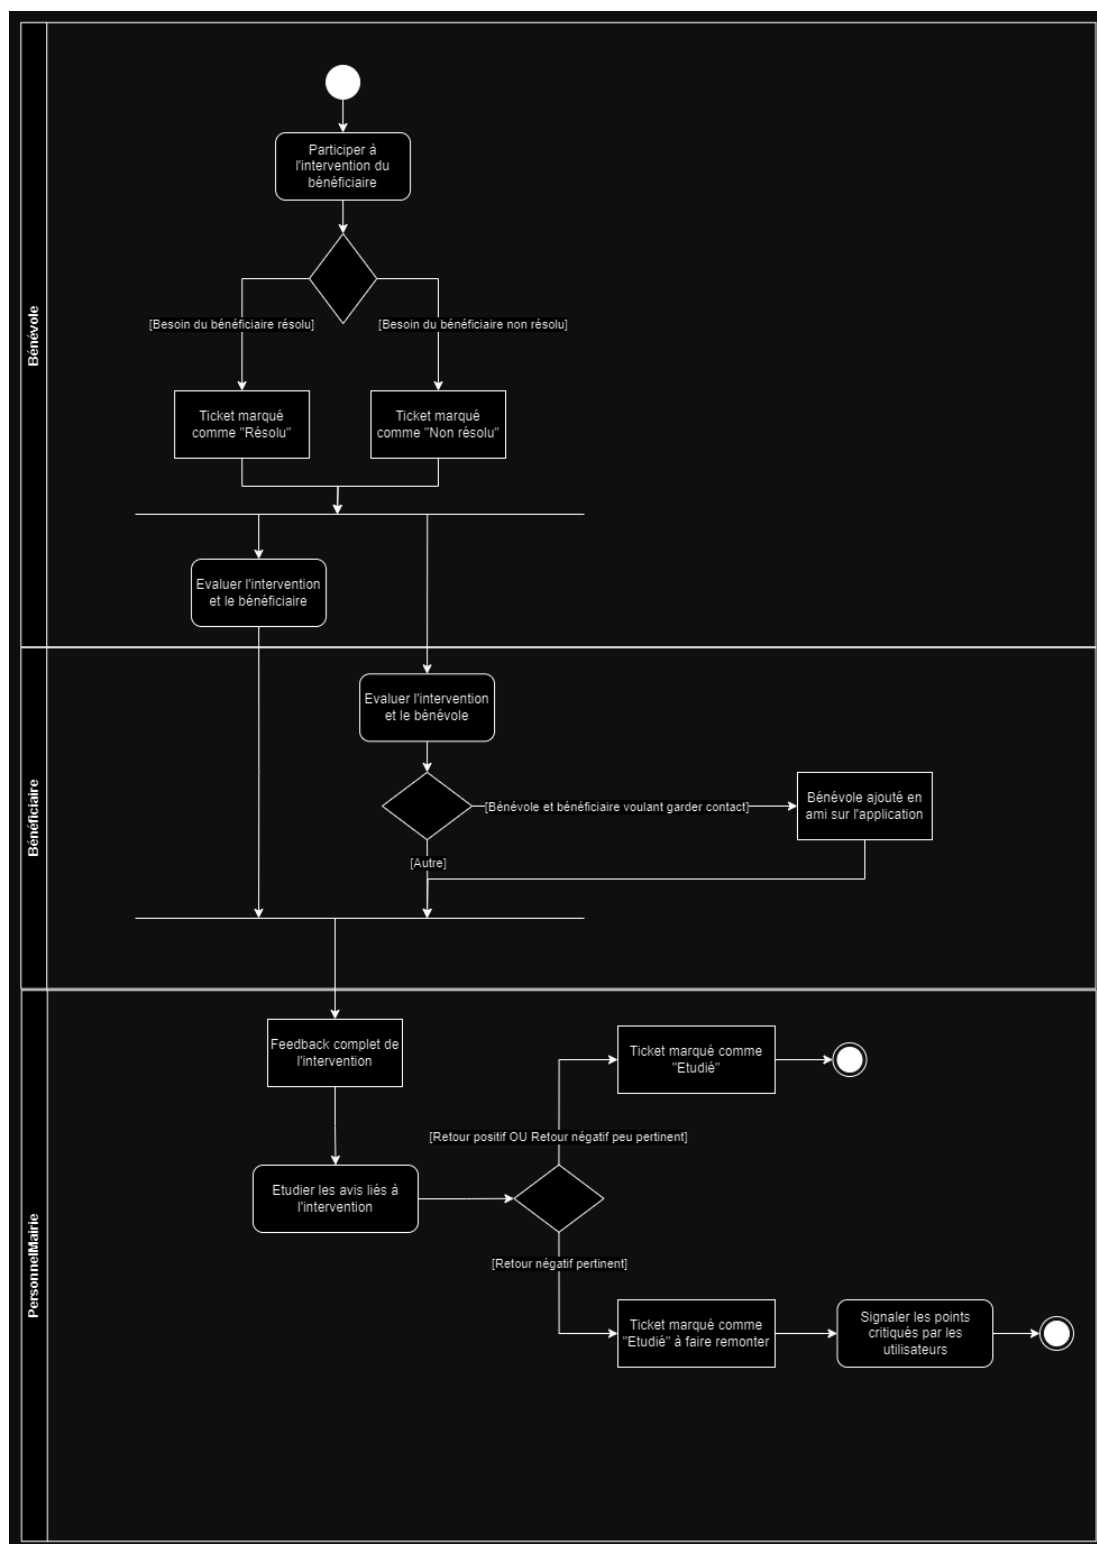 Bénévole
Participer à
l'intervention du
bénéficiaire
[Besoin du bénéficiaire résolu]
[Besoin du bénéficiaire non résolu]
Ticket marqué
comme "Résolu"
Ticket marqué
comme "Non résolu"
Evaluer l'intervention
et le bénéficiaire
Bénéficiaire
Evaluer l'intervention
et le bénévole
[Bénévole et bénéficiaire voulant garder contact]
Bénévole ajouté en
ami sur l'application
[Autre]
PersonnelMairie
Feedback complet de
l'intervention
Ticket marqué comme
"Etudié"
[Retour positif OU Retour négatif peu pertinent]
Etudier les avis liés à
l'intervention
[Retour négatif pertinent]
Ticket marqué comme
"Etudié" à faire remonter
Signaler les points
critiqués par les
utilisateurs